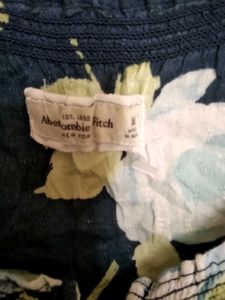 EST. 1892
Abercrombie & Fitch
NEW YORK
M